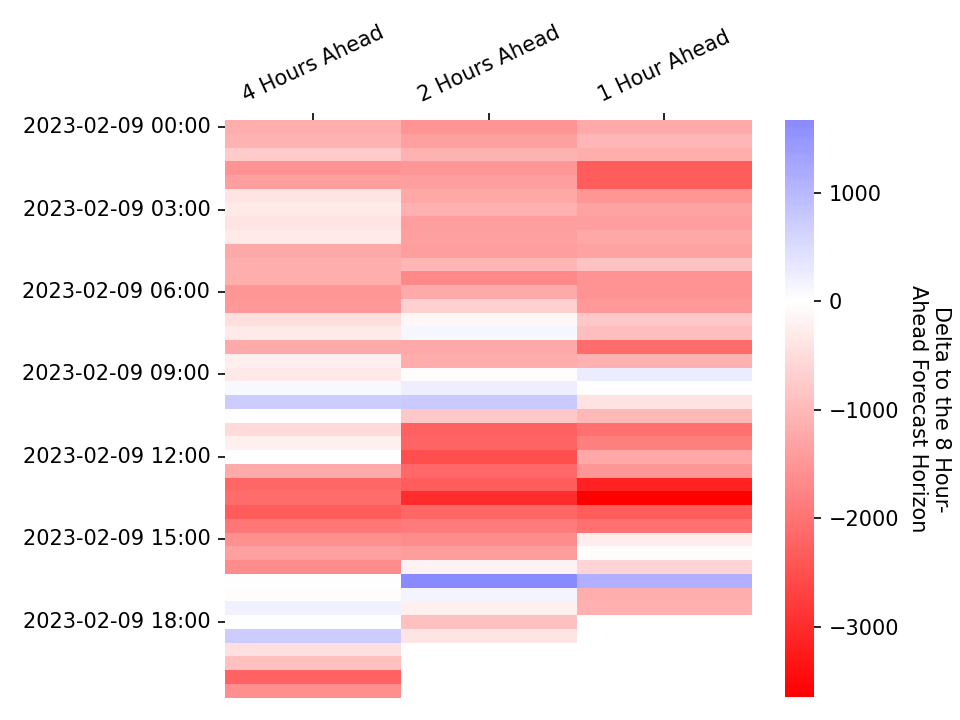 4 Hours Ahead
2 Hours Ahead
1 Hour Ahead
2023-02-09 00:00
2023-02-09 03:00
2023-02-09 06:00
2023-02-09 09:00
2023-02-09 12:00
2023-02-09 15:00
2023-02-09 18:00
1000
0
−1000
−2000
−3000
Delta to the 8 Hour-
Ahead Forecast Horizon